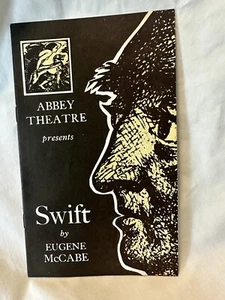 ABBEY
THEATRE
presents
Swift
by
EUGENE
McCABE